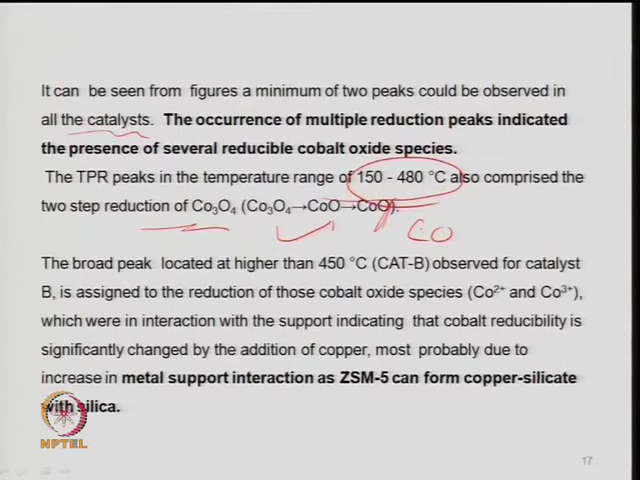 It can be seen from figures a minimum of two peaks could be observed in
all the catalysts. The occurrence of multiple reduction peaks indicated
the presence of several reducible cobalt oxide species.
The TPR peaks in the temperature range of 150 - 480 °C also comprised the
two step reduction of Co₃O₄ (Co₃O₄→CoO→CoO).
CO
The broad peak located at higher than 450 °C (CAT-B) observed for catalyst
B, is assigned to the reduction of those cobalt oxide species (Co²⁺ and Co³⁺),
which were in interaction with the support indicating that cobalt reducibility is
significantly changed by the addition of copper, most probably due to
increase in metal support interaction as ZSM-5 can form copper-silicate
with silica.
NPTEL
17